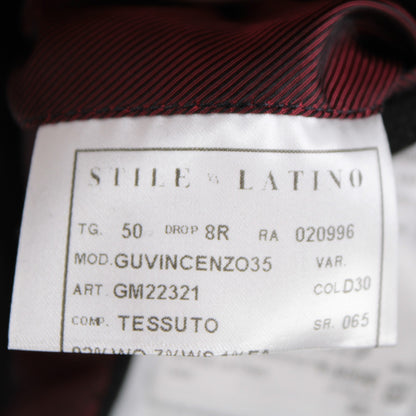 STILE LATINO
TG. 50 DROP 8R RA 020996
MOD. GUVINCENZO35 VAR.
ART. GM22321 COL D30
COMP. TESSUTO SR. 065